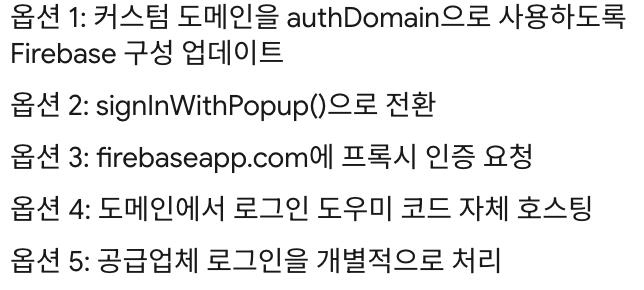 옵션 1: 커스텀 도메인을 authDomain으로 사용하도록
Firebase 구성 업데이트
옵션 2: signInWithPopup()으로 전환
옵션 3: firebaseapp.com에 프록시 인증 요청
옵션 4: 도메인에서 로그인 도우미 코드 자체 호스팅
옵션 5: 공급업체 로그인을 개별적으로 처리